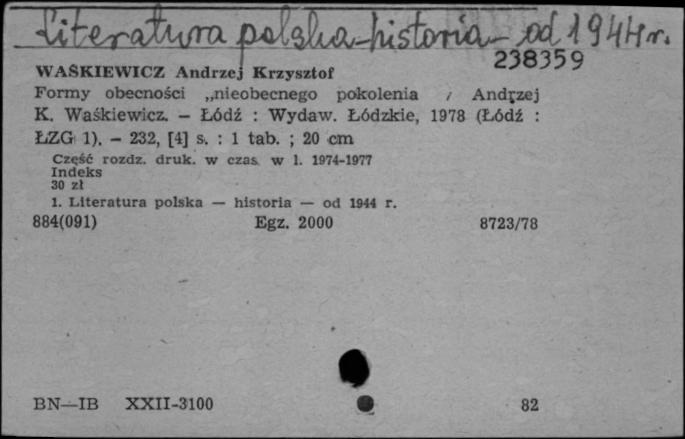 Literatura polska-historia-od 1944r.
238359
WAŚKIEWICZ Andrzej Krzysztof
Formy obecności „nieobecnego pokolenia / Andrzej
K. Waśkiewicz. — Łódź : Wydaw. Łódzkie, 1978 (Łódź :
ŁZG 1). — 232, [4] s. : 1 tab. ; 20 cm
Część rozdz. druk. w czas. w l. 1974-1977
Indeks
30 zł
1. Literatura polska — historia — od 1944 r.
884(091) Egz. 2000 8723/78
BN—IB XXII-3100 82